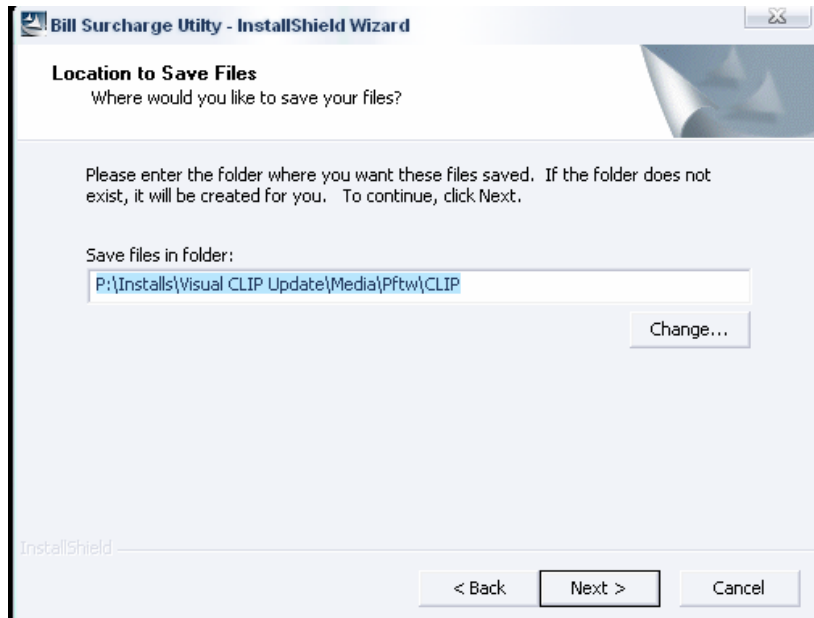 Bill Surcharge Utilty - InstallShield Wizard
Location to Save Files
Where would you like to save your files?
Please enter the folder where you want these files saved. If the folder does not
exist, it will be created for you. To continue, click Next.
Save files in folder:
P:\Installs\Visual CLIP Update\Media\Pftw\CLIP
Change...
InstallShield
< Back Next > Cancel